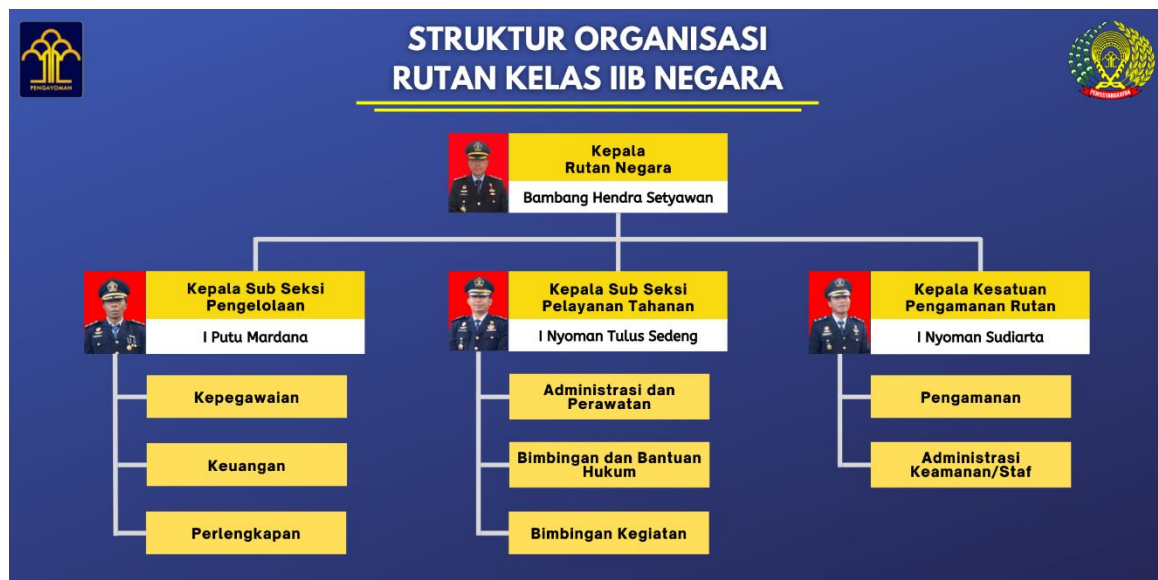 STRUKTUR ORGANISASI
RUTAN KELAS IIB NEGARA
PENGAYOMAN
PEMASYARAKATAN
Kepala
Rutan Negara
Bambang Hendra Setyawan
Kepala Sub Seksi
Pengelolaan
I Putu Mardana
Kepala Sub Seksi
Pelayanan Tahanan
I Nyoman Tulus Sedeng
Kepala Kesatuan
Pengamanan Rutan
I Nyoman Sudiarta
Kepegawaian
Keuangan
Perlengkapan
Administrasi dan
Perawatan
Bimbingan dan Bantuan
Hukum
Bimbingan Kegiatan
Pengamanan
Administrasi
Keamanan/Staf